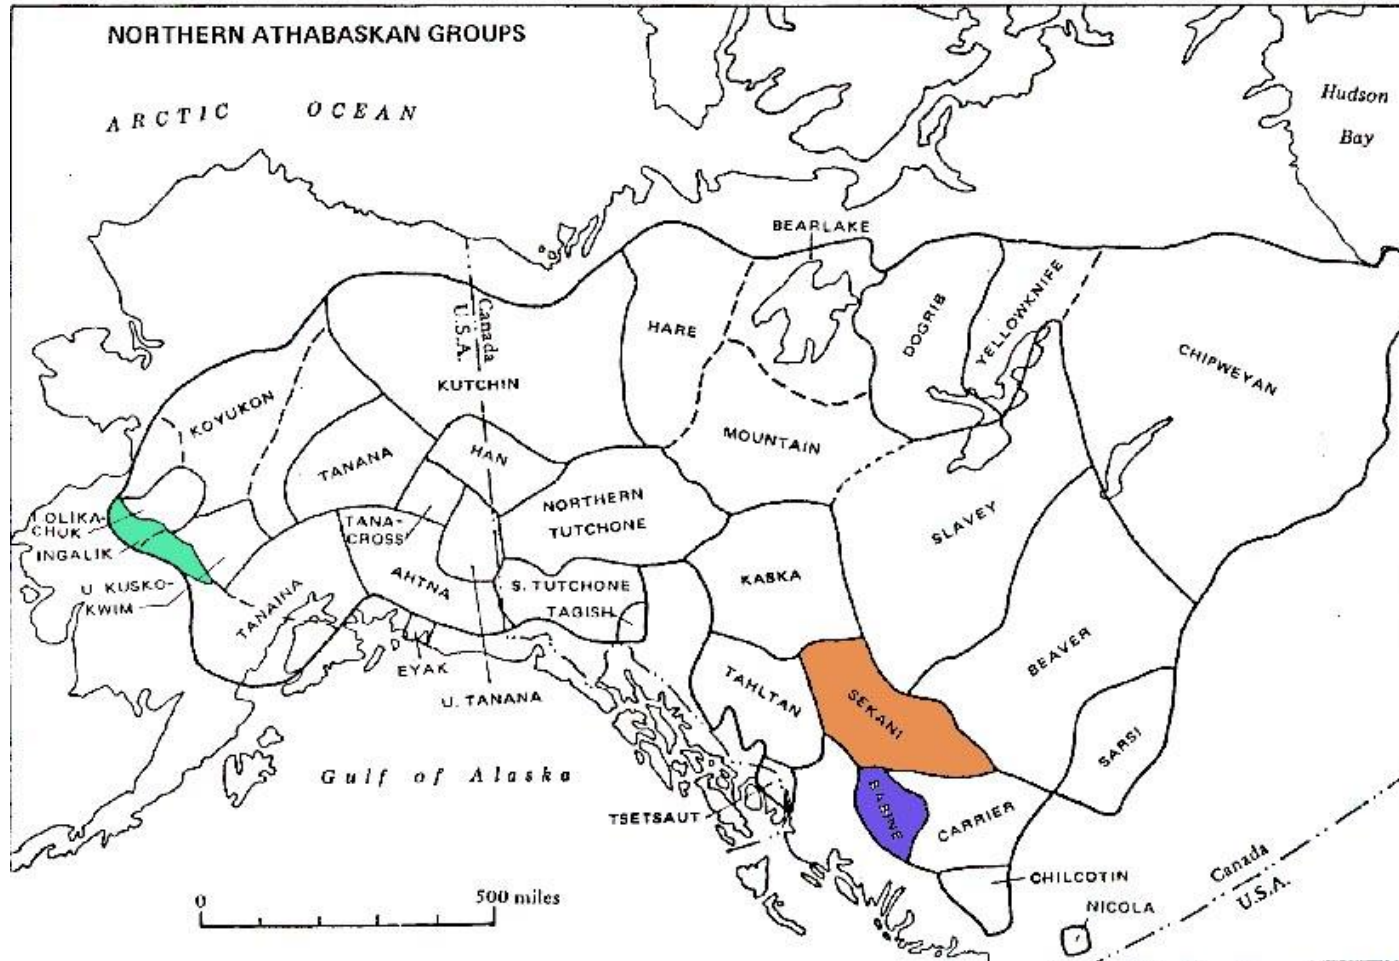 NORTHERN ATHABASKAN GROUPS
ARCTIC OCEAN
Hudson
Bay
BEARLAKE
HARE
DOGRIB
YELLOWKNIFE
CHIPWEYAN
Canada
U.S.A.
KUTCHIN
KOYUKON
TANANA
HAN
MOUNTAIN
NORTHERN
TUTCHONE
SLAVEY
OLIKA-
CHUK
INGALIK
U KUSKO-
KWIM
TANA-
CROSS
AHTNA
TANAINA
S. TUTCHONE
TAGISH
KASKA
EYAK
U. TANANA
BEAVER
TAHLTAN
SEKANI
SARSI
Gulf of Alaska
TSETSAUT
BABINE
CARRIER
CHILCOTIN
NICOLA
Canada
U.S.A.
0
500 miles